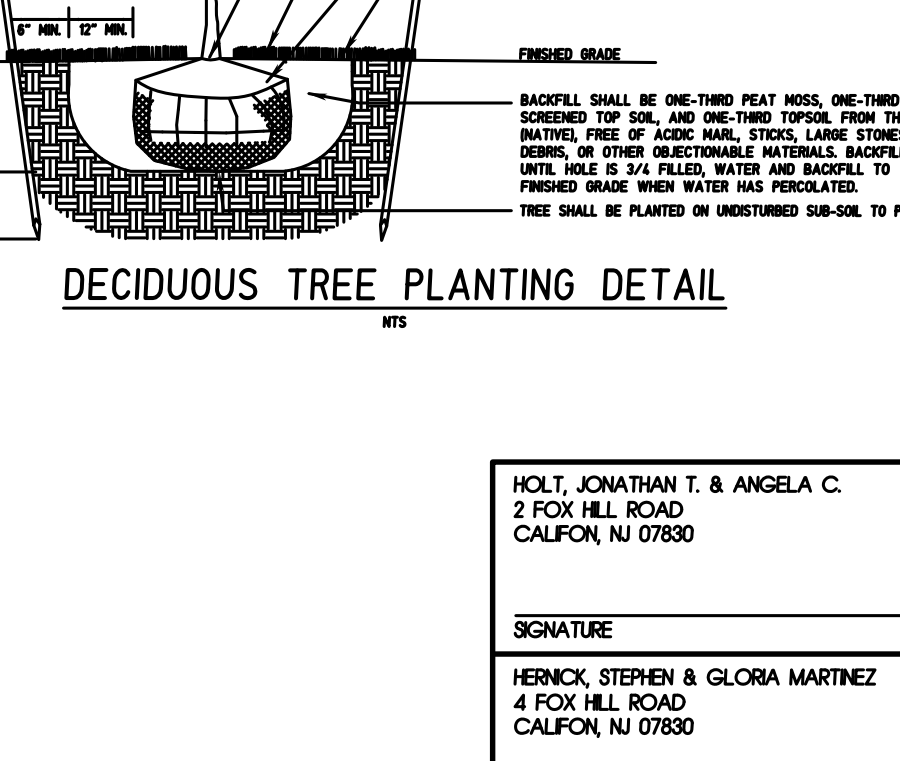 6" MIN. 12" MIN.
FINISHED GRADE
BACKFILL SHALL BE ONE-THIRD PEAT MOSS, ONE-THIRD
SCREENED TOP SOIL, AND ONE-THIRD TOPSOIL FROM
(NATIVE), FREE OF ACIDIC MARL, STICKS, LARGE STONES
DEBRIS, OR OTHER OBJECTIONABLE MATERIALS. BACKFILL
UNTIL HOLE IS 3/4 FILLED, WATER AND BACKFILL TO
FINISHED GRADE WHEN WATER HAS PERCOLATED.
TREE SHALL BE PLANTED ON UNDISTURBED SUB-SOIL TO
DECIDUOUS TREE PLANTING DETAIL
NTS
HOLT, JONATHAN T. & ANGELA C.
2 FOX HILL ROAD
CALIFON, NJ 07830
SIGNATURE
HERNICK, STEPHEN & GLORIA MARTINEZ
4 FOX HILL ROAD
CALIFON, NJ 07830